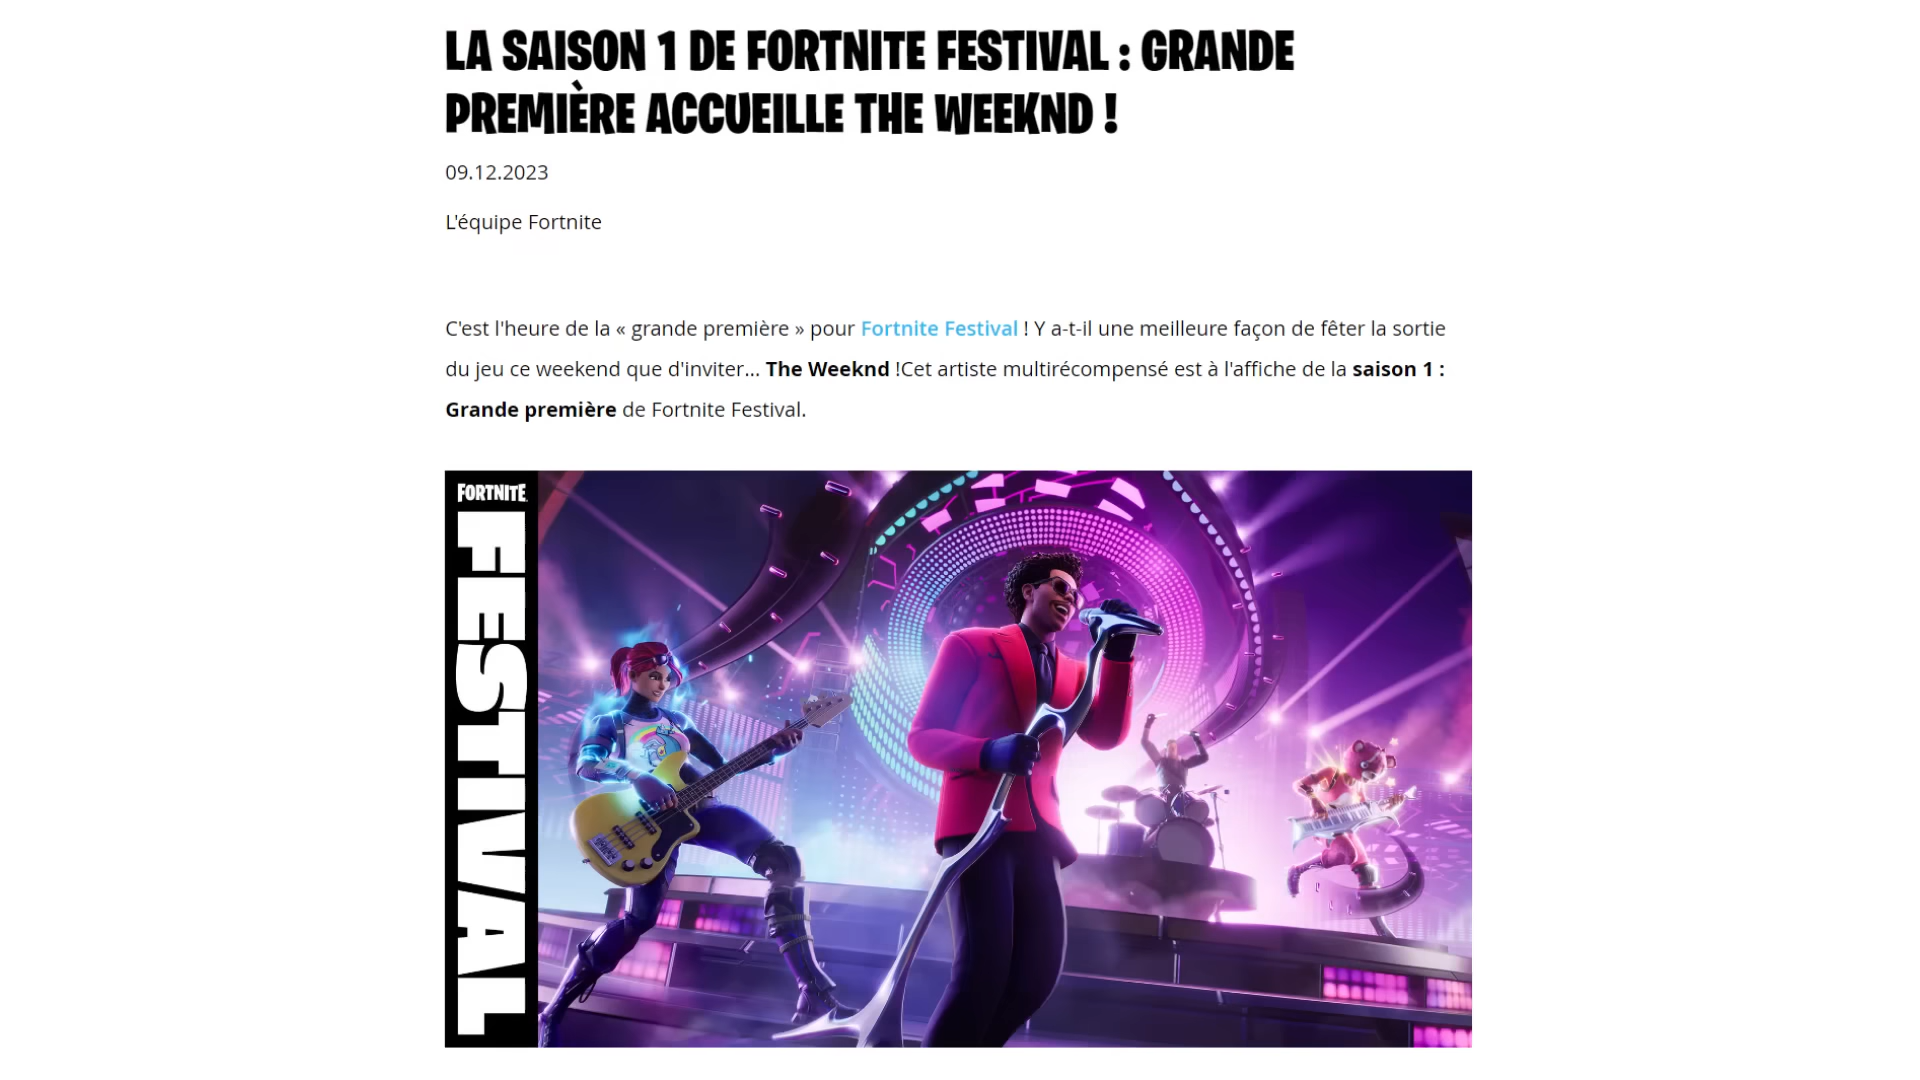 LA SAISON 1 DE FORTNITE FESTIVAL : GRANDE
PREMIÈRE ACCUEILLE THE WEEKND !
09.12.2023
L'équipe Fortnite
C'est l'heure de la « grande première » pour Fortnite Festival ! Y a-t-il une meilleure façon de fêter la sortie
du jeu ce weekend que d'inviter... The Weeknd !Cet artiste multirécompensé est à l'affiche de la saison 1 :
Grande première de Fortnite Festival.
FORTNITE
FESTIVAL